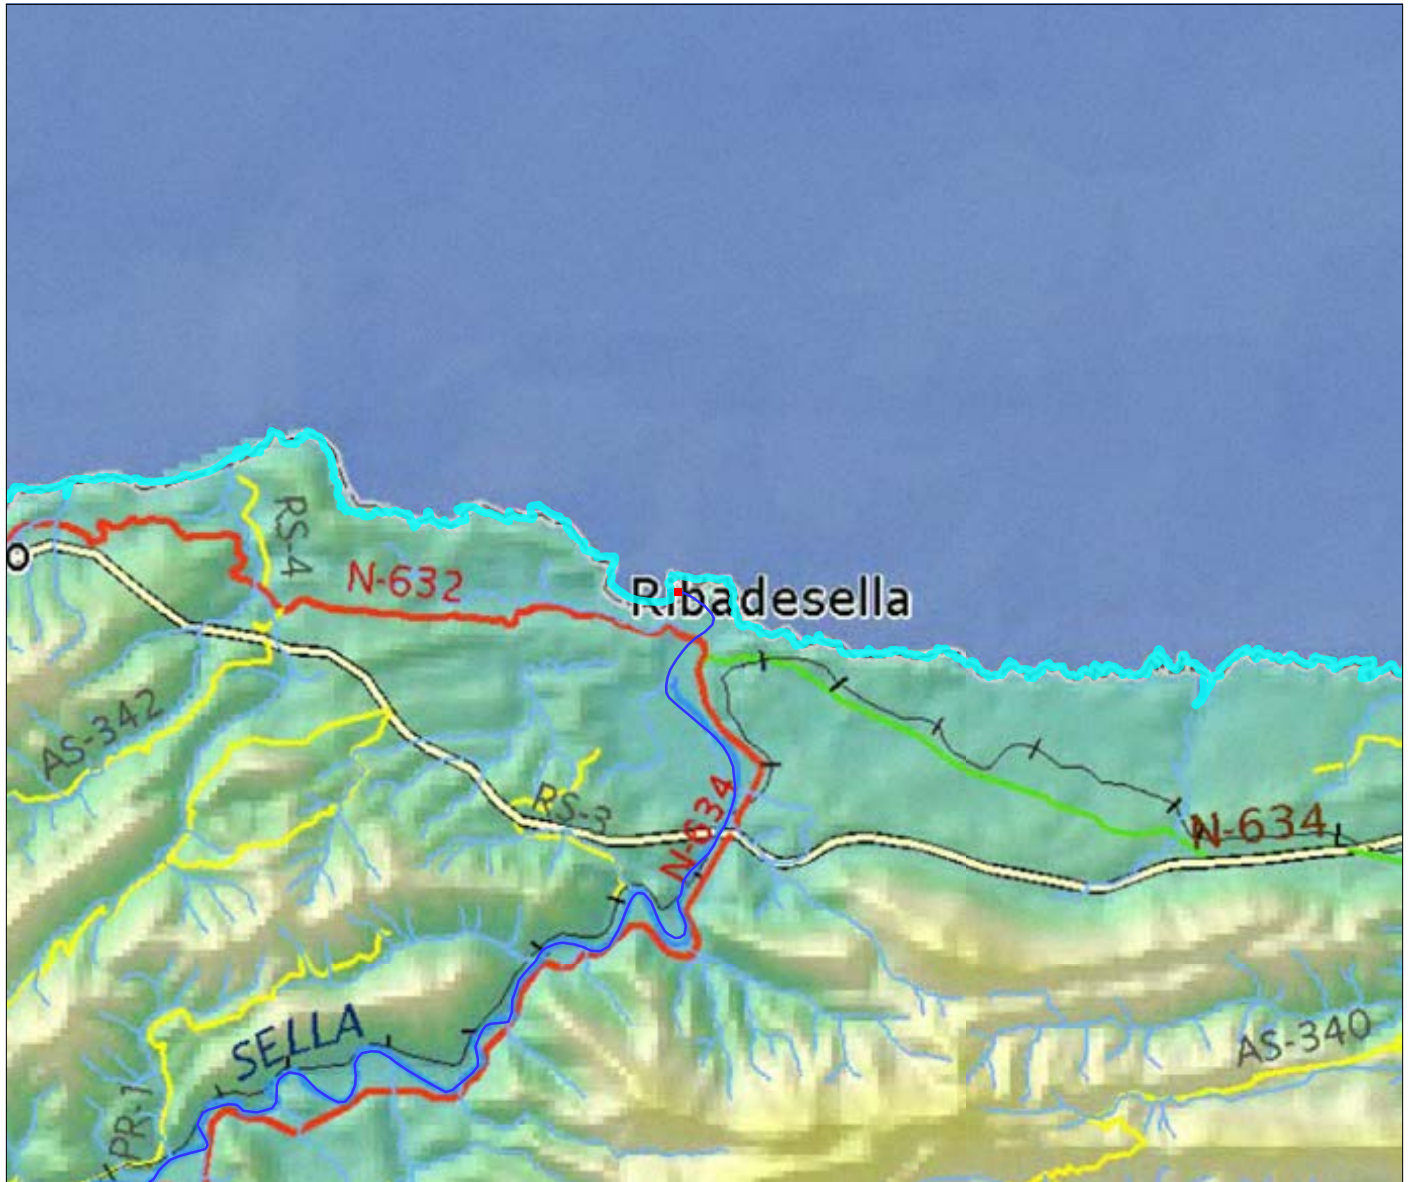 RS-4
o
N-632
Ribadesella
AS-342
RS-3
N-634
N-634
SELLA
AS-340
PR-1